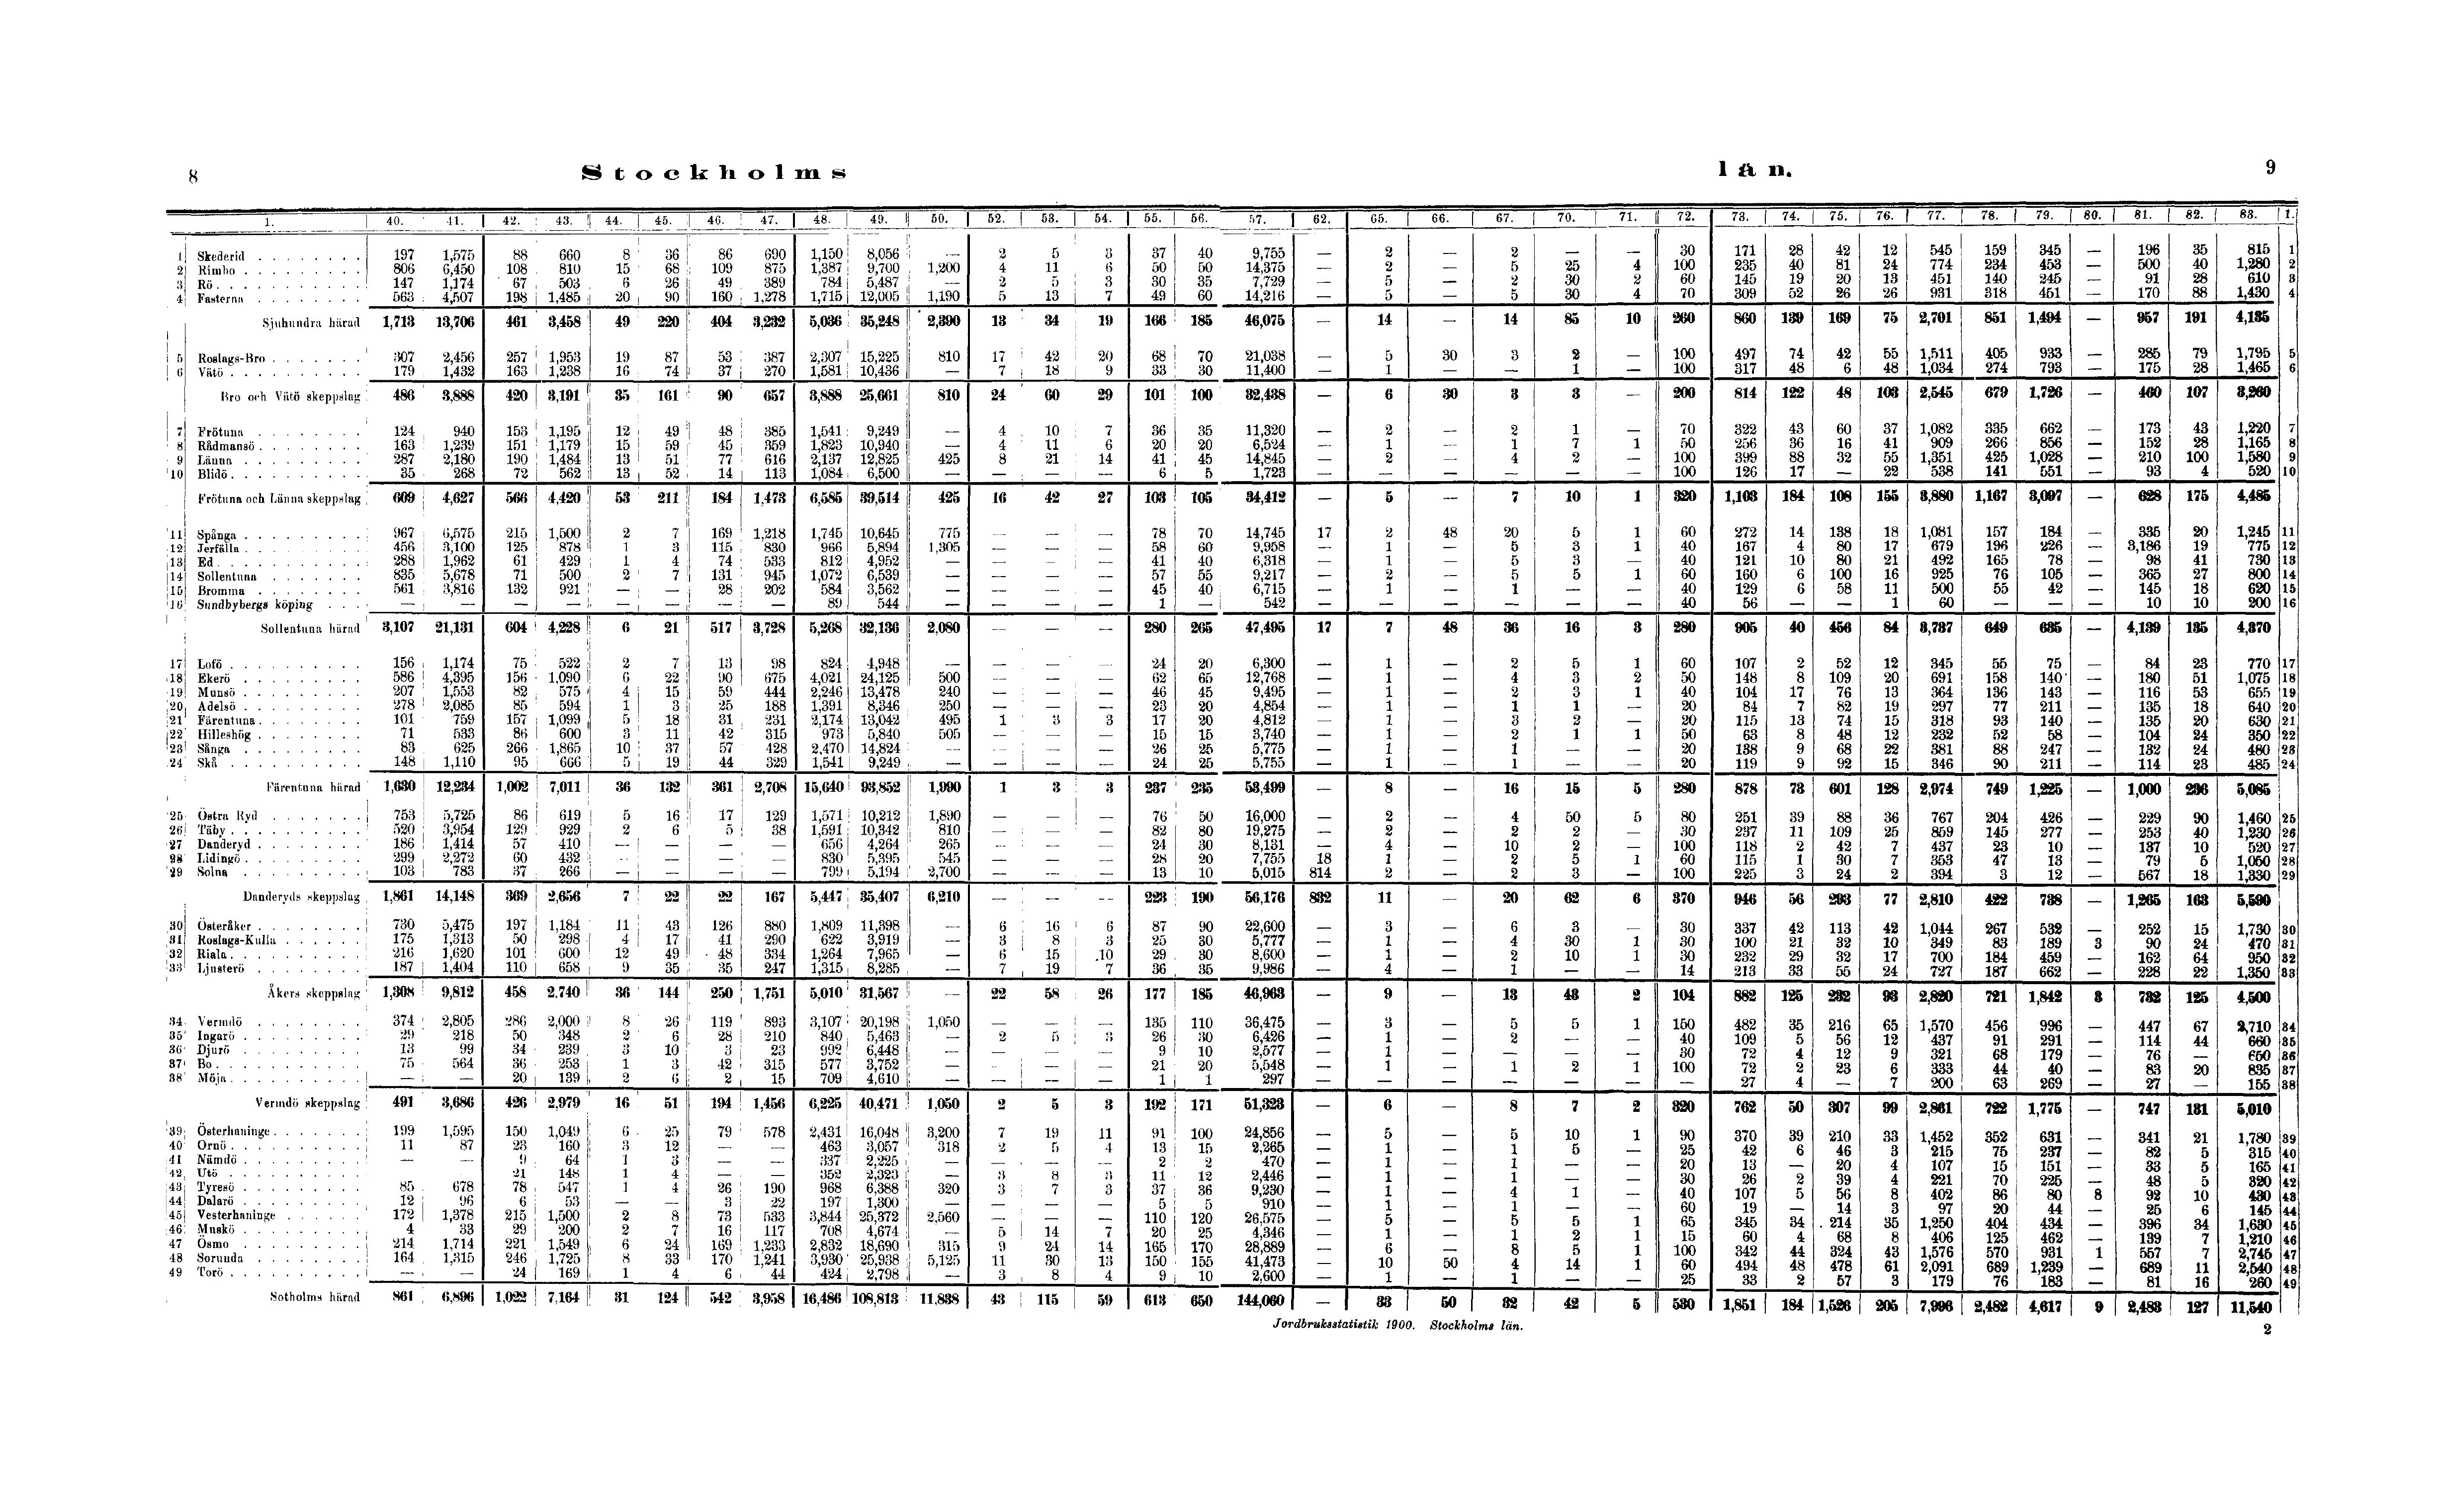 8 Stockholms län. 9
1. 40. 41. 42. 43. 44. 45. 46. 47. 48. 49. 50. 52. 53. 54. 55. 56. 57. 62. 65. 66. 67. 70. 71. 72. 73. 74. 75. 76. 77. 78. 79. 80. 81. 82. 83. 1.
1 Skederid 197 1,575 88 660 8 36 86 690 1,150 8,056 — 2 5 3 37 40 9,755 — 2 — 2 — — 30 171 28 42 12 545 159 345 — 196 35 815 1
2 Rimbo 806 6,450 108 810 15 68 109 875 1,387 9,700 1,200 4 11 6 50 50 14,375 — 2 — 5 25 4 100 235 40 81 24 774 234 453 — 500 40 1,280 2
3 Rö 147 1,174 67 503 6 26 49 389 784 5,487 — 2 5 3 30 35 7,729 — 5 — 2 30 2 60 145 19 20 13 451 140 245 — 91 28 610 3
4 Fasterna 563 4,507 198 1,485 20 90 160 1,278 1,715 12,005 1,190 5 13 7 49 60 14,216 — 5 — 5 30 4 70 309 52 26 26 931 318 451 — 170 88 1,430 4
Sjuhundra härad 1,713 13,706 461 3,458 49 220 404 3,232 5,036 35,248 2,390 13 34 19 166 185 46,075 — 14 — 14 85 10 260 860 139 169 75 2,701 851 1,494 — 957 191 4,135
5 Roslags-Bro 307 2,456 257 1,953 19 87 53 387 2,307 15,225 810 17 42 20 68 70 21,038 — 5 30 3 2 — 100 497 74 42 55 1,511 405 933 — 285 79 1,795 5
6 Vätö 179 1,432 163 1,238 16 74 37 270 1,581 10,436 — 7 18 9 33 30 11,400 — 1 — — 1 — 100 317 48 6 48 1,034 274 793 — 175 28 1,465 6
Bro och Vätö skeppslag 486 3,888 420 3,191 35 161 90 657 3,888 25,661 810 24 60 29 101 100 32,438 — 6 30 3 3 — 200 814 122 48 103 2,545 679 1,726 — 460 107 3,260
7 Frötuna 124 940 153 1,195 12 49 48 385 1,541 9,249 — 4 10 7 36 35 11,320 — 2 — 2 1 — 70 322 43 60 37 1,082 335 662 — 173 43 1,220 7
8 Rådmansö 163 1,239 151 1,179 15 59 45 359 1,823 10,940 — 4 11 6 20 20 6,524 — 1 — 1 7 1 50 256 36 16 41 909 266 856 — 152 28 1,165 8
9 Länna 287 2,180 190 1,484 13 51 77 616 2,137 12,825 425 8 21 14 41 45 14,845 — 2 — 4 2 — 100 399 88 32 55 1,351 425 1,028 — 210 100 1,580 9
10 Blidö 35 268 72 562 13 52 14 113 1,084 6,500 — — — — 6 5 1,723 — — — — — — 100 126 17 — 22 538 141 551 — 93 4 520 10
Frötuna och Länna skeppslag 609 4,627 566 4,420 53 211 184 1,473 6,585 39,514 425 16 42 27 103 105 34,412 — 5 — 7 10 1 320 1,103 184 108 155 3,880 1,167 3,097 — 628 175 4,485
11 Spånga 967 6,575 215 1,500 2 7 169 1,218 1,745 10,645 775 — — — 78 70 14,745 17 2 48 20 5 1 60 272 14 138 18 1,081 157 184 — 335 20 1,245 11
12 Jerfälla 456 3,100 125 878 1 3 115 830 966 5,894 1,305 — — — 58 60 9,958 — 1 — 5 3 1 40 167 4 80 17 679 196 226 — 3,186 19 775 12
13 Ed 288 1,962 61 429 1 4 74 533 812 4,952 — — — — 41 40 6,318 — 1 — 5 3 — 40 121 10 80 21 492 165 78 — 98 41 730 13
14 Sollentuna 835 5,678 71 500 2 7 131 945 1,072 6,539 — — — — 57 55 9,217 — 2 — 5 5 1 60 160 6 100 16 925 76 105 — 365 27 800 14
15 Bromma 561 3,816 132 921 — — 28 202 584 3,562 — — — — 45 40 6,715 — 1 — 1 — — 40 129 6 58 11 500 55 42 — 145 18 620 15
16 Sundbybergs köping — — — — — — — — 89 544 — — — — 1 — 542 — — — — — — 40 56 — — 1 60 — — — 10 10 200 16
Sollentuna härad 3,107 21,131 604 4,228 6 21 517 3,728 5,268 32,136 2,080 — — — 280 265 47,495 17 7 48 36 16 3 280 905 40 456 84 3,737 649 635 — 4,139 135 4,370
17 Lofö 156 1,174 75 522 2 7 13 98 824 4,948 — — — — 24 20 6,300 — 1 — 2 5 1 60 107 2 52 12 345 55 75 — 84 23 770 17
18 Ekerö 586 4,395 156 1,090 6 22 90 675 4,021 24,125 500 — — — 62 65 12,768 — 1 — 4 3 2 50 148 8 109 20 691 158 140 — 180 51 1,075 18
19 Munsö 207 1,553 82 575 4 15 59 444 2,246 13,478 240 — — — 46 45 9,495 — 1 — 2 3 1 40 104 17 76 13 364 136 143 — 116 53 655 19
20 Adelsö 278 2,085 85 594 1 3 25 188 1,391 8,346 250 — — — 23 20 4,854 — 1 — 1 1 — 20 84 7 82 19 297 77 211 — 135 18 640 20
21 Färentuna 101 759 157 1,099 5 18 31 231 2,174 13,042 495 1 3 3 17 20 4,812 — 1 — 3 2 — 20 115 13 74 15 318 93 140 — 135 20 630 21
22 Hilleshög 71 533 86 600 3 11 42 315 973 5,840 505 — — — 15 15 3,740 — 1 — 2 1 1 50 63 8 48 12 232 52 58 — 104 24 350 22
23 Sånga 83 625 266 1,865 10 37 57 428 2,470 14,824 — — — — 26 25 5,775 — 1 — 1 — — 20 138 9 68 22 381 88 247 — 132 24 480 23
24 Skå 148 1,110 95 666 5 19 44 329 1,541 9,249 — — — — 24 25 5,755 — 1 — 1 — — 20 119 9 92 15 346 90 211 — 114 23 485 24
Färentuna härad 1,630 12,234 1,002 7,011 36 132 361 2,708 15,640 93,852 1,990 1 3 3 237 235 53,499 — 8 — 16 15 5 280 878 73 601 128 2,974 749 1,225 — 1,000 236 5,085
25 Östra Ryd 753 5,725 86 619 5 16 17 129 1,571 10,212 1,890 — — — 76 50 16,000 — 2 — 4 50 5 80 251 39 88 36 767 204 426 — 229 90 1,460 25
26 Täby 520 3,954 129 929 2 6 5 38 1,591 10,342 810 — — — 82 80 19,275 — 2 — 2 2 — 30 237 11 109 25 859 145 277 — 253 40 1,230 26
27 Danderyd 186 1,414 57 410 — — — — 656 4,264 265 — — — 24 30 8,131 — 4 — 10 2 — 100 118 2 42 7 437 23 10 — 137 10 520 27
28 Lidingö 299 2,272 60 432 — — — — 830 5,395 545 — — — 28 20 7,755 18 1 — 2 5 1 60 115 1 30 7 353 47 13 — 79 5 1,050 28
29 Solna 103 783 37 266 — — — — 799 5,194 2,700 — — — 13 10 5,015 814 2 — 2 3 — 100 225 3 24 2 394 3 12 — 567 18 1,330 29
Danderyds skeppslag 1,861 14,148 369 2,656 7 22 22 167 5,447 35,407 6,210 — — — 223 190 56,176 832 11 — 20 62 6 370 946 56 293 77 2,810 422 738 — 1,265 163 5,590
30 Österåker 730 5,475 197 1,184 11 43 126 880 1,809 11,398 — 6 16 6 87 90 22,600 — 3 — 6 3 — 30 337 42 113 42 1,044 267 532 — 252 15 1,730 30
31 Roslags-Kulla 175 1,313 50 298 4 17 41 290 622 3,919 — 3 8 3 25 30 5,777 — 1 — 4 30 1 30 100 21 32 10 349 83 189 3 90 24 470 31
32 Riala 216 1,620 101 600 12 49 48 334 1,264 7,965 — 6 15 10 29 30 8,600 — 1 — 2 10 1 30 232 29 32 17 700 184 459 — 162 64 950 32
33 Ljusterö 187 1,404 110 658 9 35 35 247 1,315 8,285 — 7 19 7 36 35 9,986 — 4 — 1 — — 14 213 33 55 24 727 187 662 — 228 22 1,350 33
Åkers skeppslag 1,308 9,812 458 2.740 36 144 250 1,751 5,010 31,567 — 22 58 26 177 185 46,963 — 9 — 13 43 2 104 882 125 232 93 2,820 721 1,842 3 732 125 4,500
34 Vermdö 374 2,805 286 2,000 8 26 119 893 3,107 20,198 1,050 — — — 135 110 36,475 — 3 — 5 5 1 150 482 35 216 65 1,570 456 996 — 447 67 2,710 34
35 Ingarö 29 218 50 348 2 6 28 210 840 5,463 — 2 5 3 26 30 6,426 — 1 — 2 — — 40 109 5 56 12 437 91 291 — 114 44 660 35
36 Djurö 13 99 34 239 3 10 3 23 992 6,448 — — — — 9 10 2,577 — 1 — — — — 30 72 4 12 9 321 68 179 — 76 — 650 36
37 Bo 75 564 36 253 1 3 42 315 577 3,752 — — — — 21 20 5,548 — 1 — 1 2 1 100 72 2 23 6 333 44 40 — 83 20 835 37
38 Möja — — 20 139 2 6 2 15 709 4,610 — — — — 1 1 297 — — — — — — — 27 4 — 7 200 63 269 — 27 — 155 38
Vermdö skeppslag 491 3,686 426 2,979 16 51 194 1,456 6,225 40,471 1,050 2 5 3 192 171 51,323 — 6 — 8 7 2 320 762 50 307 99 2,861 722 1,775 — 747 131 5,010
39 Österhaninge 199 1,595 150 1,049 6 25 79 578 2,431 16,048 3,200 7 19 11 91 100 24,856 — 5 — 5 10 1 90 370 39 210 33 1,452 352 631 — 341 21 1,780 39
40 Ornö 11 87 23 160 3 12 — — 463 3,057 318 2 5 4 13 15 2,265 — 1 — 1 5 — 25 42 6 46 3 215 75 237 — 82 5 315 40
41 Nämdö — — 9 64 1 3 — — 337 2,225 — — — — 2 2 470 — 1 — 1 — — 20 13 — 20 4 107 15 151 — 33 5 165 41
42 Utö — — 21 148 1 4 — — 352 2,323 — 3 8 3 11 12 2,446 — 1 — 1 — — 30 26 2 39 4 221 70 225 — 48 5 320 42
43 Tyresö 85 678 78 547 1 4 26 190 968 6,388 320 3 7 3 37 36 9,230 — 1 — 4 1 — 40 107 5 56 8 402 86 80 8 92 10 430 43
44 Dalarö 12 96 6 53 — — 3 22 197 1,300 — — — — 5 5 910 — 1 — 1 — — 60 19 — 14 3 97 20 44 — 25 6 145 44
45 Vesterhaninge 172 1,378 215 1,500 2 8 73 533 3,844 25,372 2,560 — — — 110 120 26,575 — 5 — 5 5 1 65 345 34 214 35 1,250 404 434 — 396 34 1,630 45
46 Muskö 4 33 29 200 2 7 16 117 708 4,674 — 5 14 7 20 25 4,346 — 1 — 1 2 1 15 60 4 68 8 406 125 462 — 139 7 1,210 46
47 Ösmo 214 1,714 221 1,549 6 24 169 1,233 2,832 18,690 315 9 24 14 165 170 28,889 — 6 — 8 5 1 100 342 44 324 43 1,576 570 931 1 557 7 2,745 47
48 Sorunda 164 1,315 246 1,725 8 33 170 1,241 3,930 25,938 5,125 11 30 13 150 155 41,473 — 10 50 4 14 1 60 494 48 478 61 2,091 689 1,239 — 689 11 2,540 48
49 Torö — — 24 169 1 4 6 44 424 2,798 — 3 8 4 9 10 2,600 — 1 — 1 — — 25 33 2 57 3 179 76 183 — 81 16 260 49
Sotholms härad 861 6,896 1,022 7,164 31 124 542 3,958 16,486 108,813 11,838 43 115 59 613 650 144,060 — 33 50 32 42 5 530 1,851 184 1,526 205 7,996 2,482 4,617 9 2,483 127 11,540
Jordbruksstatistik 1900. Stockholms län.
2